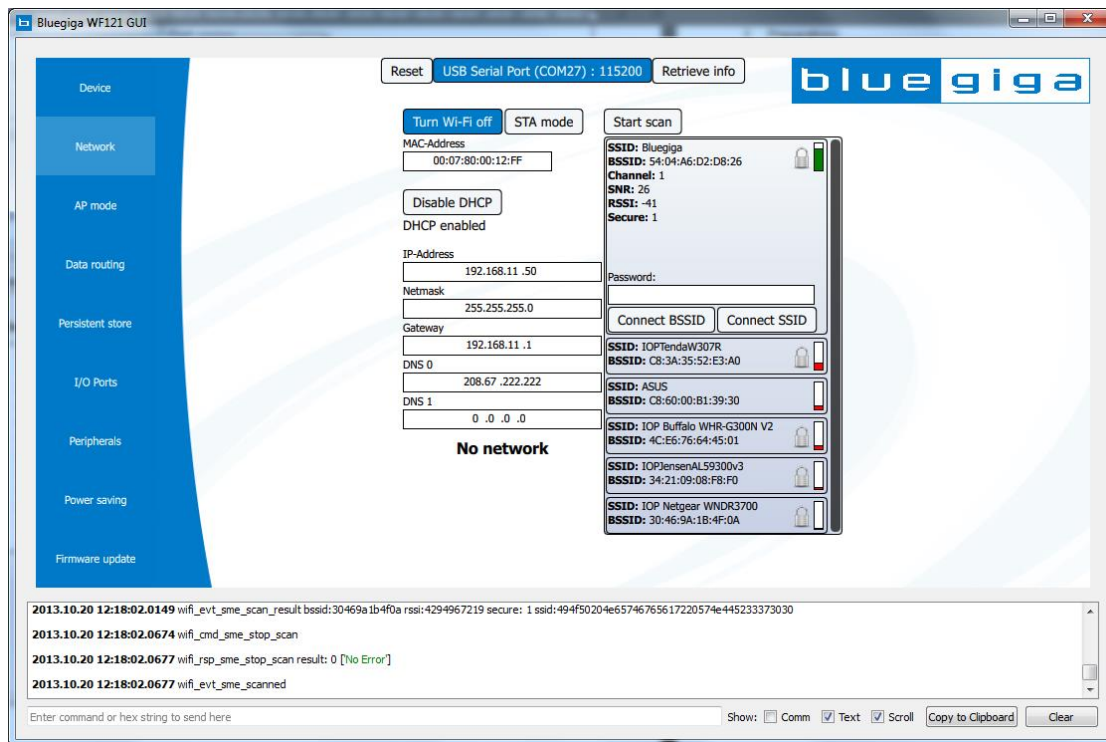 Bluegiga WF121 GUI
Reset
USB Serial Port (COM27) : 115200
Retrieve info
bluegiga
Device
Network
AP mode
Data routing
Persistent store
I/O Ports
Peripherals
Power saving
Firmware update
Turn Wi-Fi off
STA mode
MAC-Address
00:07:80:00:12:FF
Disable DHCP
DHCP enabled
IP-Address
192.168.11 .50
Netmask
255.255.255.0
Gateway
192.168.11 .1
DNS 0
208.67 .222.222
DNS 1
0 .0 .0 .0
No network
Start scan
SSID: Bluegiga
BSSID: 54:04:A6:D2:D8:26
Channel: 1
SNR: 26
RSSI: -41
Secure: 1
Password:
Connect BSSID
Connect SSID
SSID: IOPTendaW307R
BSSID: C8:3A:35:52:E3:A0
SSID: ASUS
BSSID: C8:60:00:B1:39:30
SSID: IOP Buffalo WHR-G300N V2
BSSID: 4C:E6:76:64:45:01
SSID: IOPJensenAL59300v3
BSSID: 34:21:09:08:F8:F0
SSID: IOP Netgear WNDR3700
BSSID: 30:46:9A:1B:4F:0A
2013.10.20 12:18:02.0149 wifi_evt_sme_scan_result bssid:30469a1b4f0a rssi:4294967219 secure: 1 ssid:494f50204e65746765617220574e445233373030
2013.10.20 12:18:02.0674 wifi_cmd_sme_stop_scan
2013.10.20 12:18:02.0677 wifi_rsp_sme_stop_scan result: 0 ['No Error']
2013.10.20 12:18:02.0677 wifi_evt_sme_scanned
Enter command or hex string to send here
Show: Comm Text Scroll Copy to Clipboard Clear